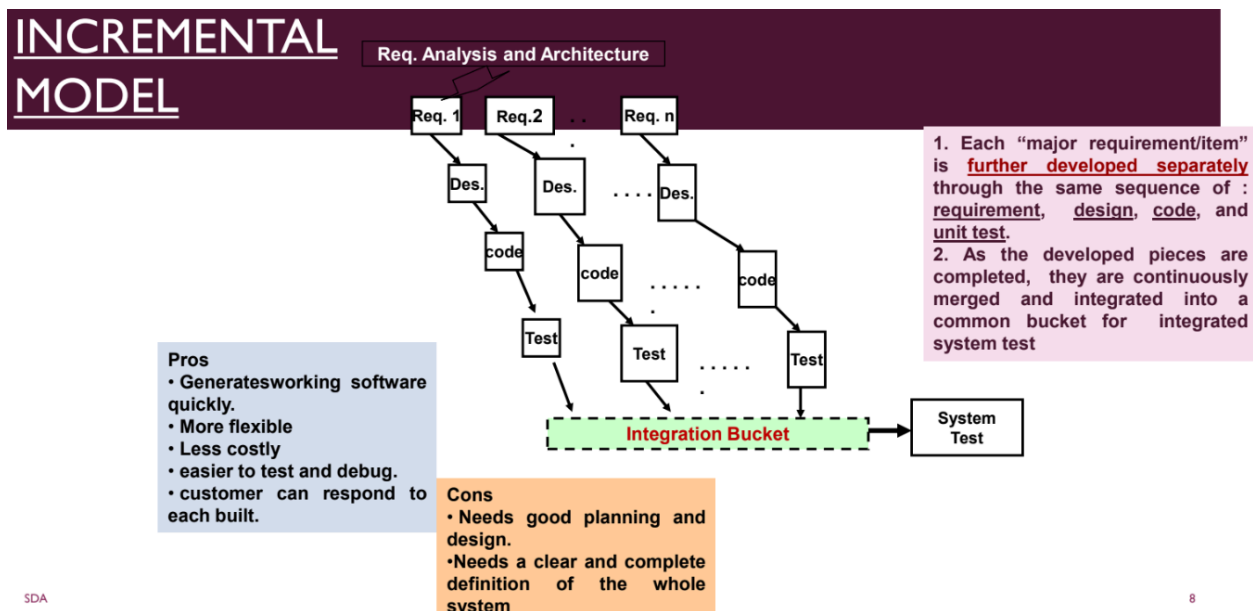 INCREMENTAL
MODEL
Req. Analysis and Architecture
Req. 1
Req.2
. .
.
Req. n
Des.
Des.
. . . .
Des.
code
code
. . . . .
.
code
Test
Test
. . . . .
.
Test
Integration Bucket
System
Test
1. Each “major requirement/item”
is further developed separately
through the same sequence of :
requirement, design, code, and
unit test.
2. As the developed pieces are
completed, they are continuously
merged and integrated into a
common bucket for integrated
system test
Pros
• Generatesworking software
quickly.
• More flexible
• Less costly
• easier to test and debug.
• customer can respond to
each built.
Cons
• Needs good planning and
design.
•Needs a clear and complete
definition of the whole
system
SDA
8